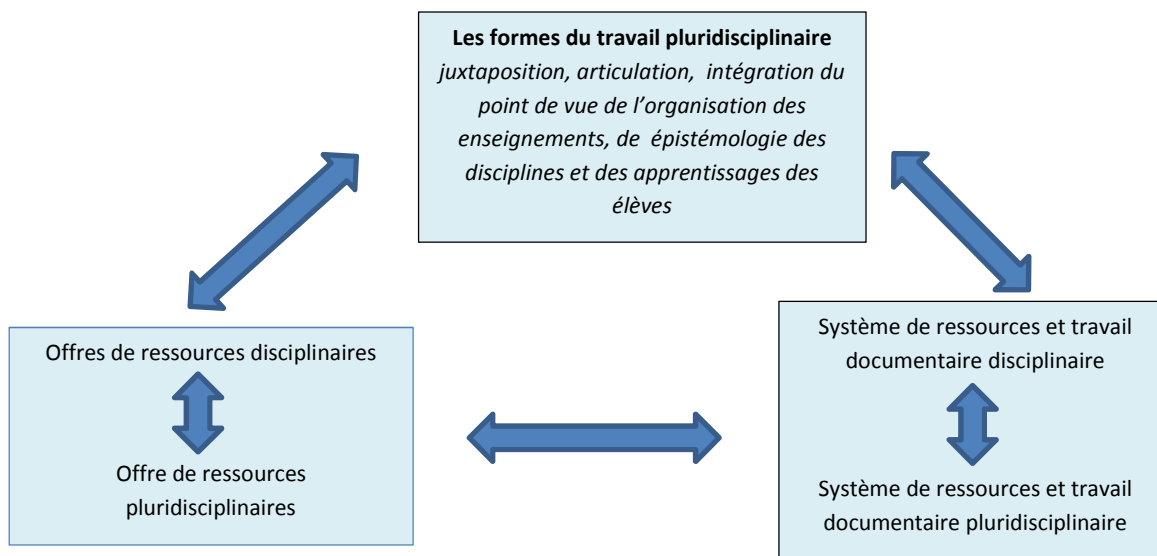 Les formes du travail pluridisciplinaire
juxtaposition, articulation, intégration du
point de vue de l’organisation des
enseignements, de épistémologie des
disciplines et des apprentissages des
élèves
Offres de ressources disciplinaires
Offre de ressources
pluridisciplinaires
Système de ressources et travail
documentaire disciplinaire
Système de ressources et travail
documentaire pluridisciplinaire